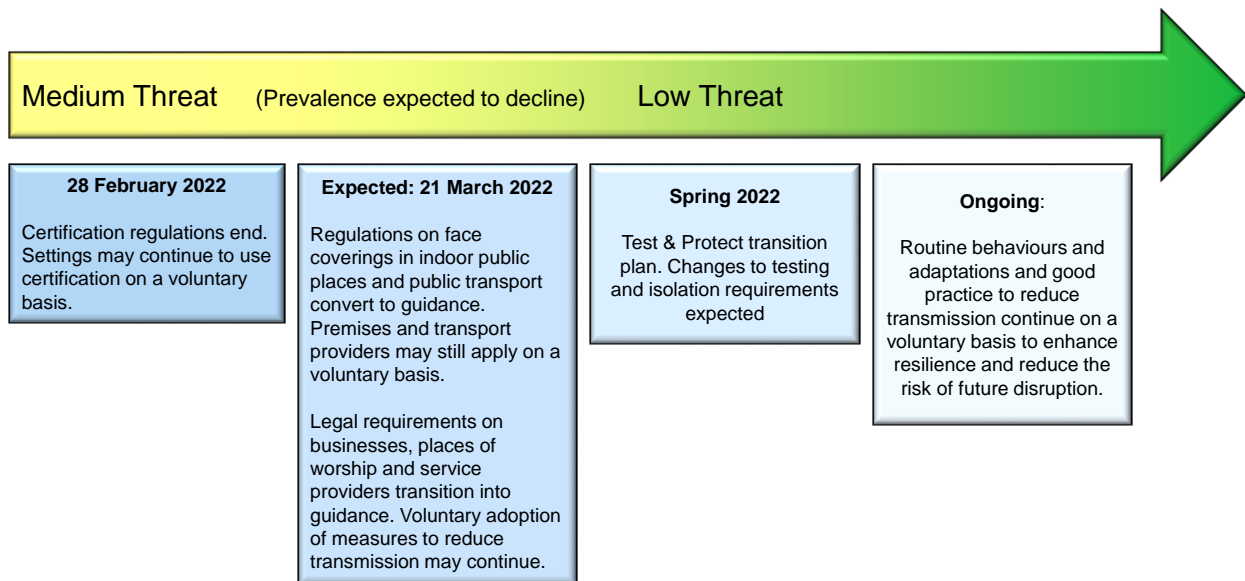 Medium Threat (Prevalence expected to decline) Low Threat
28 February 2022
Certification regulations end.
Settings may continue to use
certification on a voluntary
basis.
Expected: 21 March 2022
Regulations on face
coverings in indoor public
places and public transport
convert to guidance.
Premises and transport
providers may still apply on a
voluntary basis.
Legal requirements on
businesses, places of
worship and service
providers transition into
guidance. Voluntary adoption
of measures to reduce
transmission may continue.
Spring 2022
Test & Protect transition
plan. Changes to testing
and isolation requirements
expected
Ongoing:
Routine behaviours and
adaptations and good
practice to reduce
transmission continue on a
voluntary basis to enhance
resilience and reduce the
risk of future disruption.